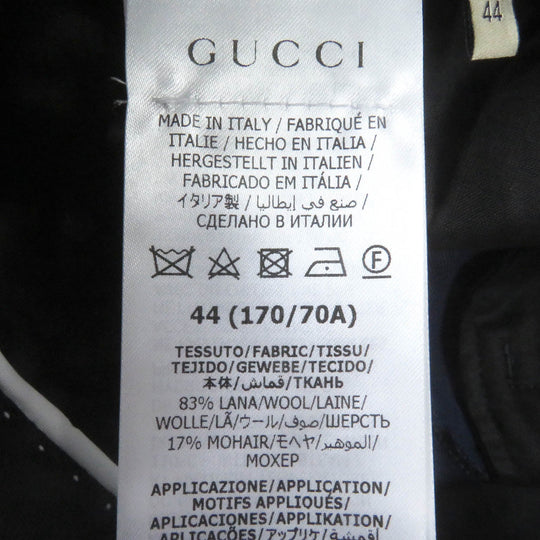 44
GUCCI
MADE IN ITALY / FABRIQUÉ EN
ITALIE / HECHO EN ITALIA /
HERGESTELLT IN ITALIEN /
FABRICADO EM ITÁLIA /
イタリア製 / صنع في إيطاليا /
СДЕЛАНО В ИТАЛИИ
F
44 (170/70A)
TESSUTO/FABRIC/TISSU/
TEJIDO/GEWEBE/TECIDO/
本体/قماش/ТКАНЬ
83% LANA/WOOL/LAINE/
WOLLE/LÃ/ウール/صوف/ШЕРСТЬ
17% MOHAIR/モヘヤ/الموهير/
МОХЕР
APPLICAZIONE/APPLICATION/
MOTIFS APPLIQUÉS/
APLICACIONES/APPLIKATION/
APLICAÇÕES/アップリケ/أقمشة